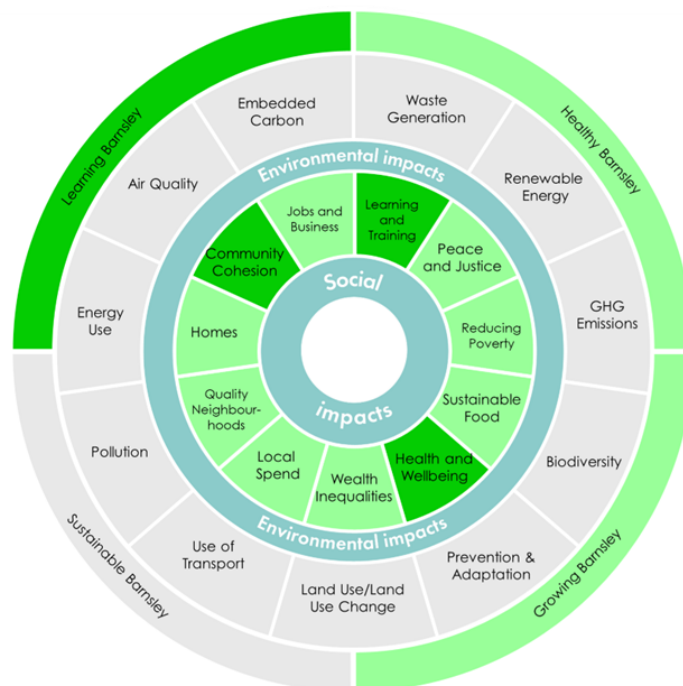 Learning Barnsley
Healthy Barnsley
Growing Barnsley
Sustainable Barnsley
Embedded
Carbon
Waste
Generation
Renewable
Energy
GHG
Emissions
Biodiversity
Prevention &
Adaptation
Land Use/Land
Use Change
Use of
Transport
Pollution
Energy
Use
Air Quality
Environmental impacts
Jobs and
Business
Learning
and
Training
Peace
and Justice
Reducing
Poverty
Sustainable
Food
Health and
Wellbeing
Wealth
Inequalities
Local
Spend
Quality
Neighbour-
hoods
Homes
Community
Cohesion
Social
impacts
Environmental impacts